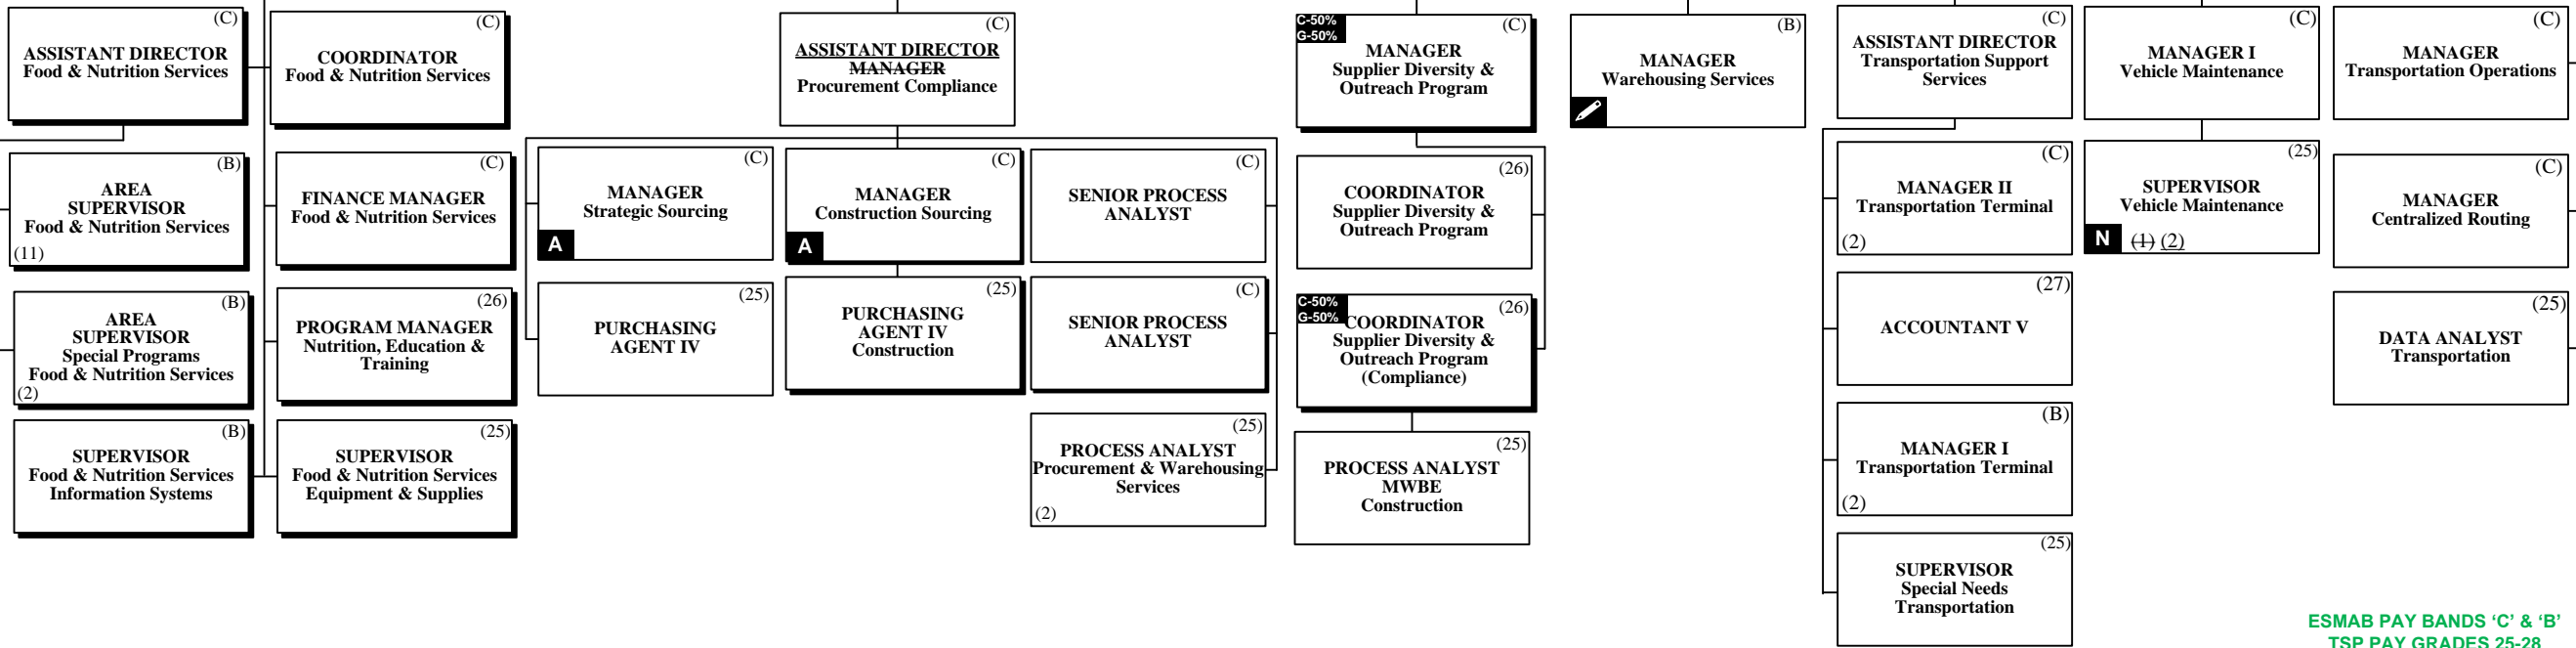 (C)
ASSISTANT DIRECTOR
Food & Nutrition Services
(C)
COORDINATOR
Food & Nutrition Services
(B)
AREA
SUPERVISOR
Food & Nutrition Services
(11)
(C)
FINANCE MANAGER
Food & Nutrition Services
(B)
AREA
SUPERVISOR
Special Programs
Food & Nutrition Services
(2)
(26)
PROGRAM MANAGER
Nutrition, Education &
Training
(B)
SUPERVISOR
Food & Nutrition Services
Information Systems
(25)
SUPERVISOR
Food & Nutrition Services
Equipment & Supplies
(C)
ASSISTANT DIRECTOR
MANAGER
Procurement Compliance
(C)
MANAGER
Strategic Sourcing
A
(25)
PURCHASING
AGENT IV
(C)
MANAGER
Construction Sourcing
A
(25)
PURCHASING
AGENT IV
Construction
(C)
SENIOR PROCESS
ANALYST
(C)
SENIOR PROCESS
ANALYST
(25)
PROCESS ANALYST
Procurement & Warehousing
Services
(2)
C-50%
G-50%
(C)
MANAGER
Supplier Diversity &
Outreach Program
(26)
COORDINATOR
Supplier Diversity &
Outreach Program
C-50%
G-50%
(26)
COORDINATOR
Supplier Diversity &
Outreach Program
(Compliance)
(25)
PROCESS ANALYST
MWBE
Construction
(B)
MANAGER
Warehousing Services
(C)
ASSISTANT DIRECTOR
Transportation Support
Services
(C)
MANAGER II
Transportation Terminal
(2)
(27)
ACCOUNTANT V
(B)
MANAGER I
Transportation Terminal
(2)
(25)
SUPERVISOR
Special Needs
Transportation
(C)
MANAGER I
Vehicle Maintenance
(25)
SUPERVISOR
Vehicle Maintenance
N (1) (2)
(C)
MANAGER
Transportation Operations
(C)
MANAGER
Centralized Routing
(25)
DATA ANALYST
Transportation
ESMAB PAY BANDS ‘C’ & ‘B’
TSP PAY GRADES 25-28